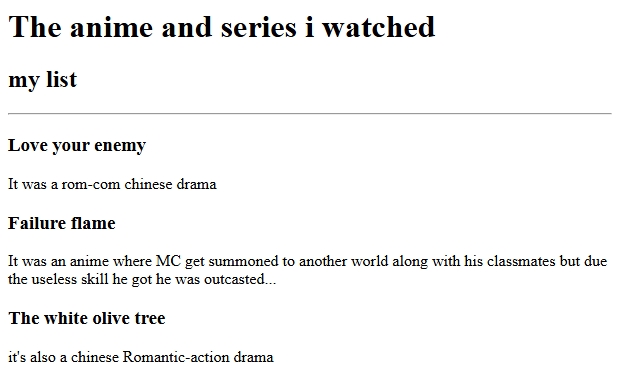 The anime and series i watched
my list
Love your enemy
It was a rom-com chinese drama
Failure flame
It was an anime where MC get summoned to another world along with his classmates but due
the useless skill he got he was outcasted...
The white olive tree
it's also a chinese Romantic-action drama